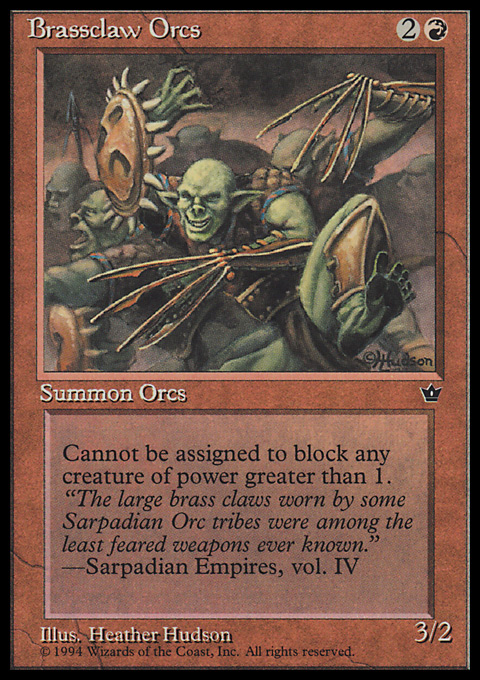 Brassclaw Orcs 2
©HHudson
Summon Orcs
Cannot be assigned to block any
creature of power greater than 1.
“The large brass claws worn by some
Sarpadian Orc tribes were among the
least feared weapons ever known.”
—Sarpadian Empires, vol. IV
Illus. Heather Hudson
3/2
© 1994 Wizards of the Coast, Inc. All rights reserved.